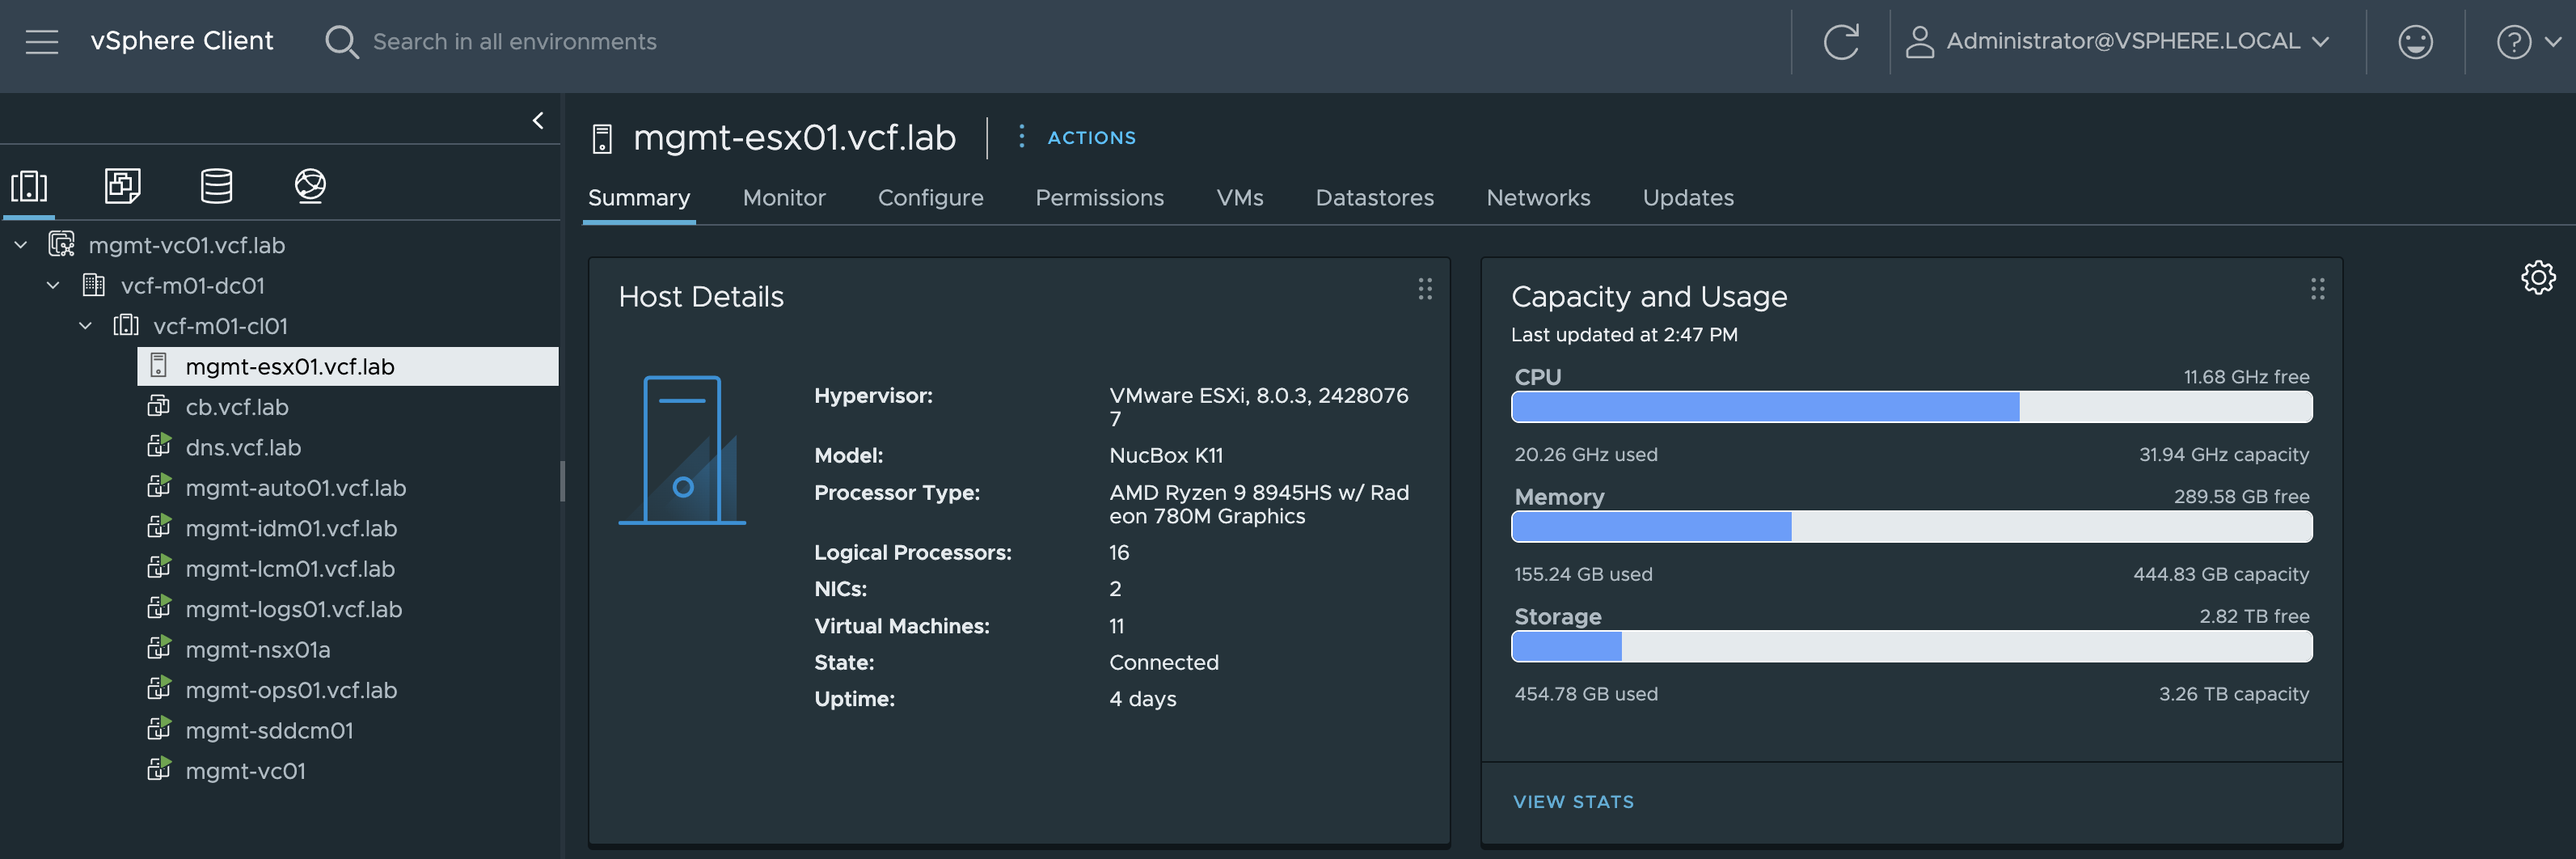 vSphere Client
Search in all environments
Administrator@VSPHERE.LOCAL
mgmt-vc01.vcf.lab
vcf-m01-dc01
vcf-m01-cl01
mgmt-esx01.vcf.lab
cb.vcf.lab
dns.vcf.lab
mgmt-auto01.vcf.lab
mgmt-idm01.vcf.lab
mgmt-lcm01.vcf.lab
mgmt-logs01.vcf.lab
mgmt-nsx01a
mgmt-ops01.vcf.lab
mgmt-sddcm01
mgmt-vc01
mgmt-esx01.vcf.lab
ACTIONS
Summary Monitor Configure Permissions VMs Datastores Networks Updates
Host Details
Hypervisor: VMware ESXi, 8.0.3, 2428076
7
Model: NucBox K11
Processor Type: AMD Ryzen 9 8945HS w/ Rad
eon 780M Graphics
Logical Processors: 16
NICs: 2
Virtual Machines: 11
State: Connected
Uptime: 4 days
Capacity and Usage
Last updated at 2:47 PM
CPU 11.68 GHz free
20.26 GHz used 31.94 GHz capacity
Memory 289.58 GB free
155.24 GB used 444.83 GB capacity
Storage 2.82 TB free
454.78 GB used 3.26 TB capacity
VIEW STATS